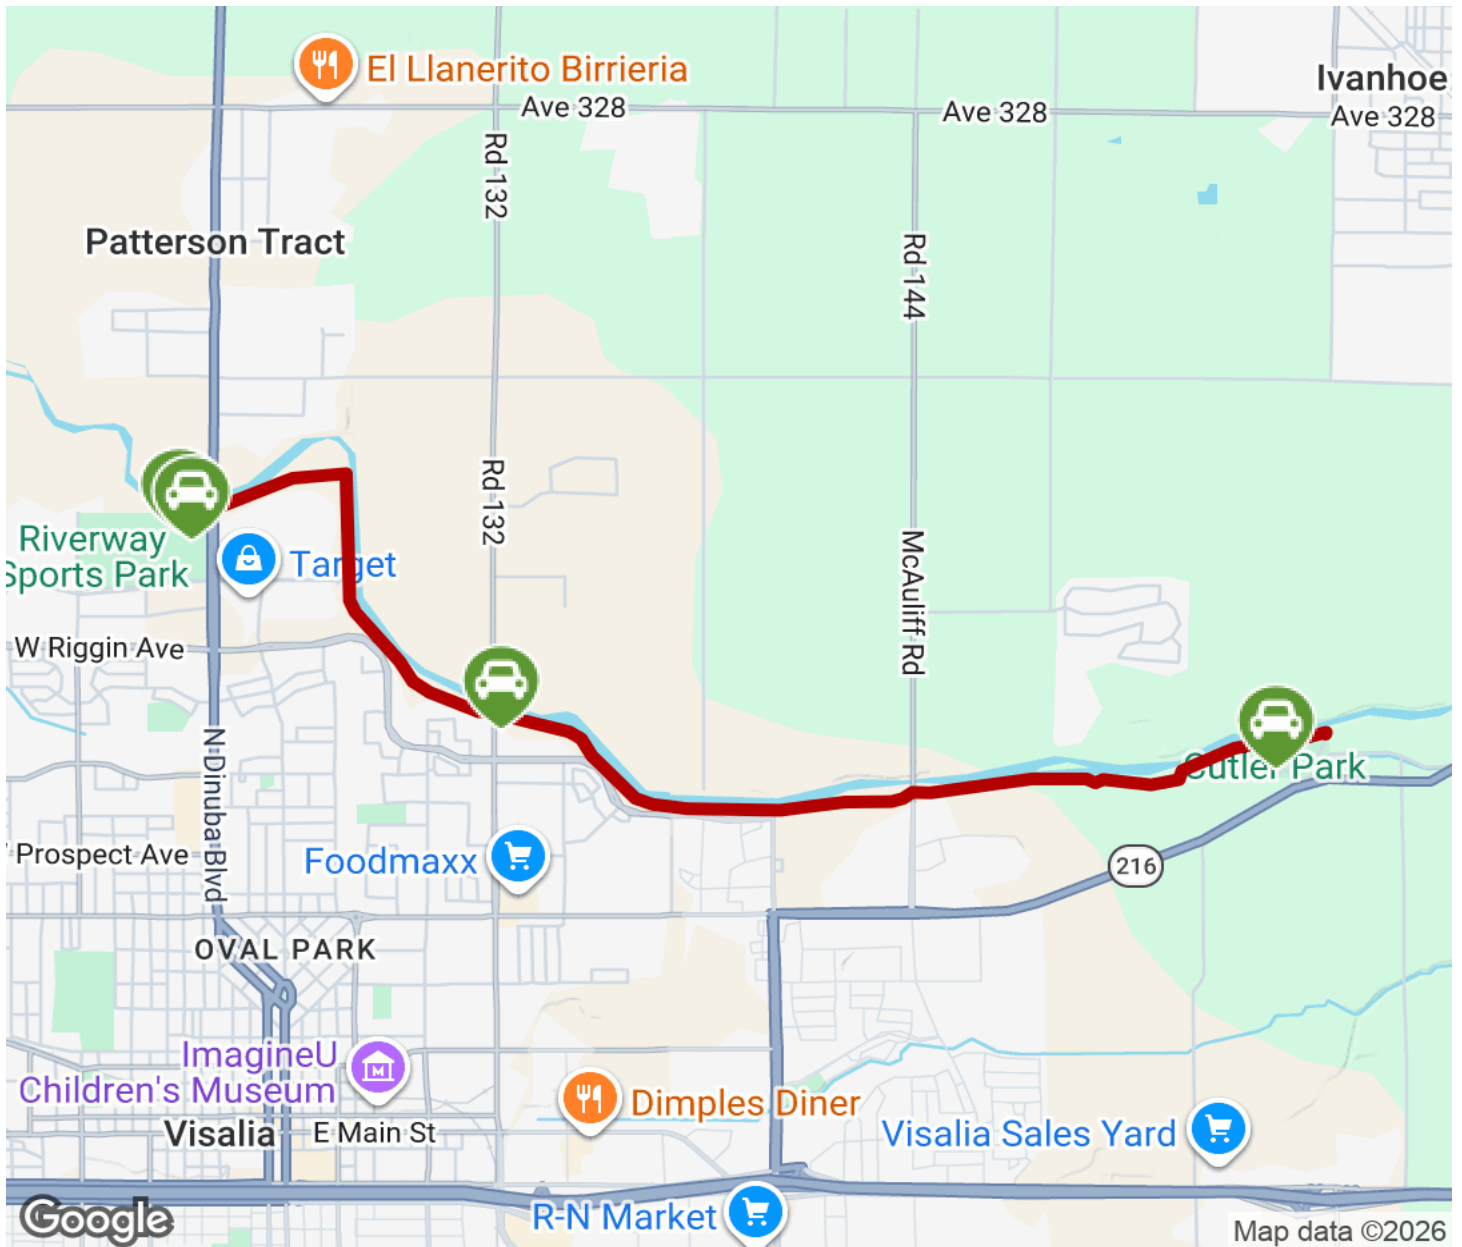 El Llanerito Birrieria
Ivanhoe
Ave 328
Ave 328
Ave 328
Rd 132
Patterson Tract
Rd 144
Rd 132
Riverway
Sports Park
Target
McAuliff Rd
W Riggin Ave
N Dinuba Blvd
Cutler Park
Prospect Ave
Foodmaxx
216
OVAL PARK
ImagineU
Children's Museum
Dimples Diner
Visalia
E Main St
Visalia Sales Yard
R-N Market
Google
Map data ©2026